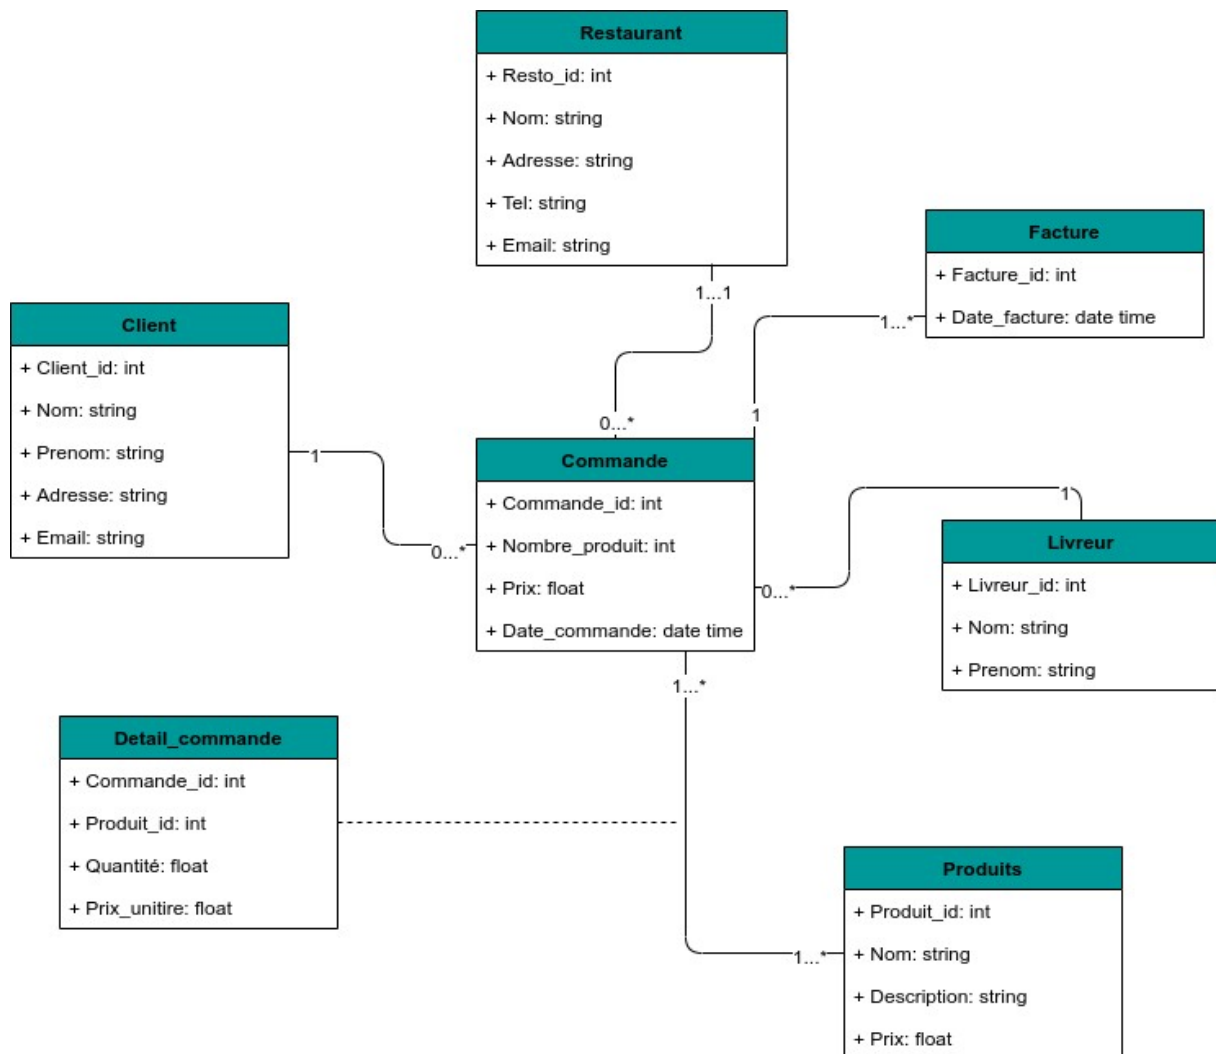 Restaurant
+ Resto_id: int
+ Nom: string
+ Adresse: string
+ Tel: string
+ Email: string
1...1
0...*
Facture
+ Facture_id: int
+ Date_facture: date time
1...*
1
Client
+ Client_id: int
+ Nom: string
+ Prenom: string
+ Adresse: string
+ Email: string
1
0...*
Commande
+ Commande_id: int
+ Nombre_produit: int
+ Prix: float
+ Date_commande: date time
0...*
1
Livreur
+ Livreur_id: int
+ Nom: string
+ Prenom: string
1...*
Detail_commande
+ Commande_id: int
+ Produit_id: int
+ Quantité: float
+ Prix_unitire: float
1...*
Produits
+ Produit_id: int
+ Nom: string
+ Description: string
+ Prix: float